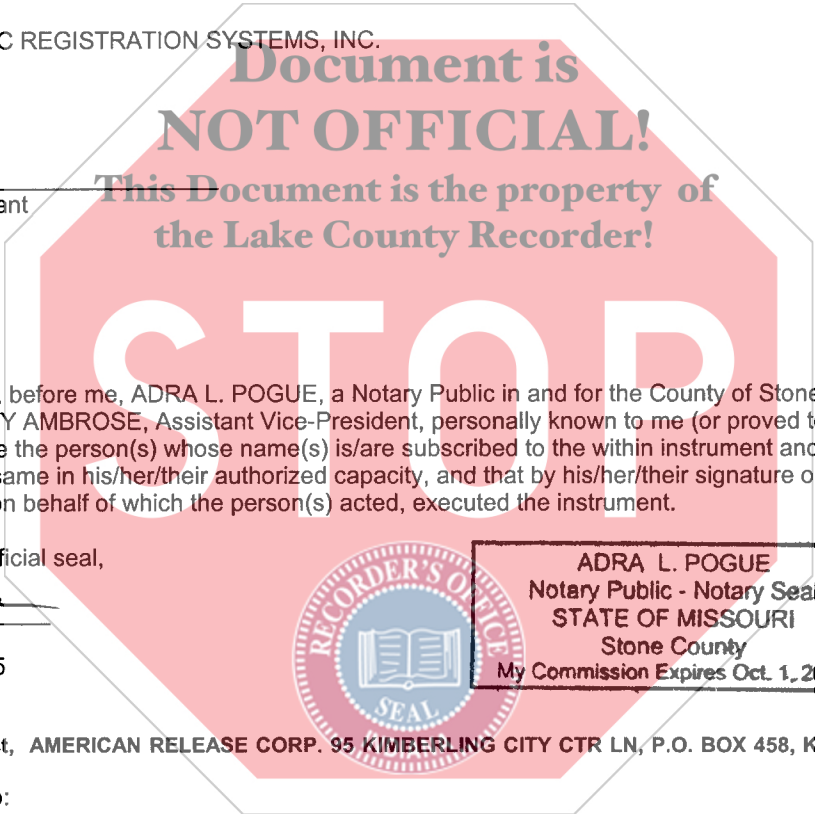 C REGISTRATION SYSTEMS, INC.
Document is
NOT OFFICIAL!
This Document is the property of
the Lake County Recorder!
ant
STOP
, before me, ADRA L. POGUE, a Notary Public in and for the County of Stone
Y AMBROSE, Assistant Vice-President, personally known to me (or proved to
e the person(s) whose name(s) is/are subscribed to the within instrument and
same in his/her/their authorized capacity, and that by his/her/their signature o
on behalf of which the person(s) acted, executed the instrument.
ficial seal,
RECORDER'S OFFICE
SEAL
ADRA L. POGUE
Notary Public - Notary Seal
STATE OF MISSOURI
Stone County
My Commission Expires Oct. 1, 2
5
t, AMERICAN RELEASE CORP. 95 KIMBERLING CITY CTR LN, P.O. BOX 458, K
o: